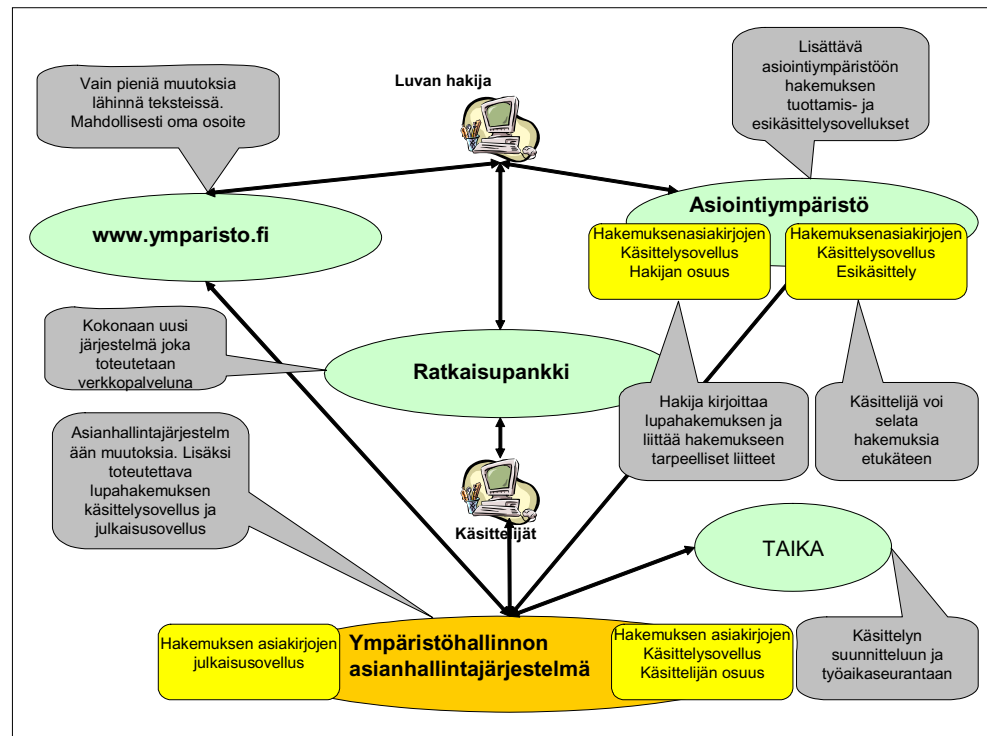 Vain pieniä muutoksia
lähinnä teksteissä.
Mahdollisesti oma osoite
Luvan hakija
Lisättävä
asiointiympäristöön
hakemuksen
tuottamis- ja
esikäsittelysovellukset
www.ymparisto.fi
Asiointiympäristö
Hakemuksenasiakirjojen
Käsittelysovellus
Hakijan osuus
Hakemuksenasiakirjojen
Käsittelysovellus
Esikäsittely
Kokonaan uusi
järjestelmä joka
toteutetaan
verkkopalveluna
Ratkaisupankki
Hakija kirjoittaa
lupahakemuksen ja
liittää hakemukseen
tarpeelliset liitteet
Käsittelijä voi
selata
hakemuksia
etukäteen
Asianhallintajärjestelm
ään muutoksia. Lisäksi
toteutettava
lupahakemuksen
käsittelysovellus ja
julkaisusovellus
Käsittelijät
TAIKA
Hakemuksen asiakirjojen
julkaisusovellus
Ympäristöhallinnon
asianhallintajärjestelmä
Hakemuksen asiakirjojen
Käsittelysovellus
Käsittelijän osuus
Käsittelyn
suunnitteluun ja
työaikaseurantaan